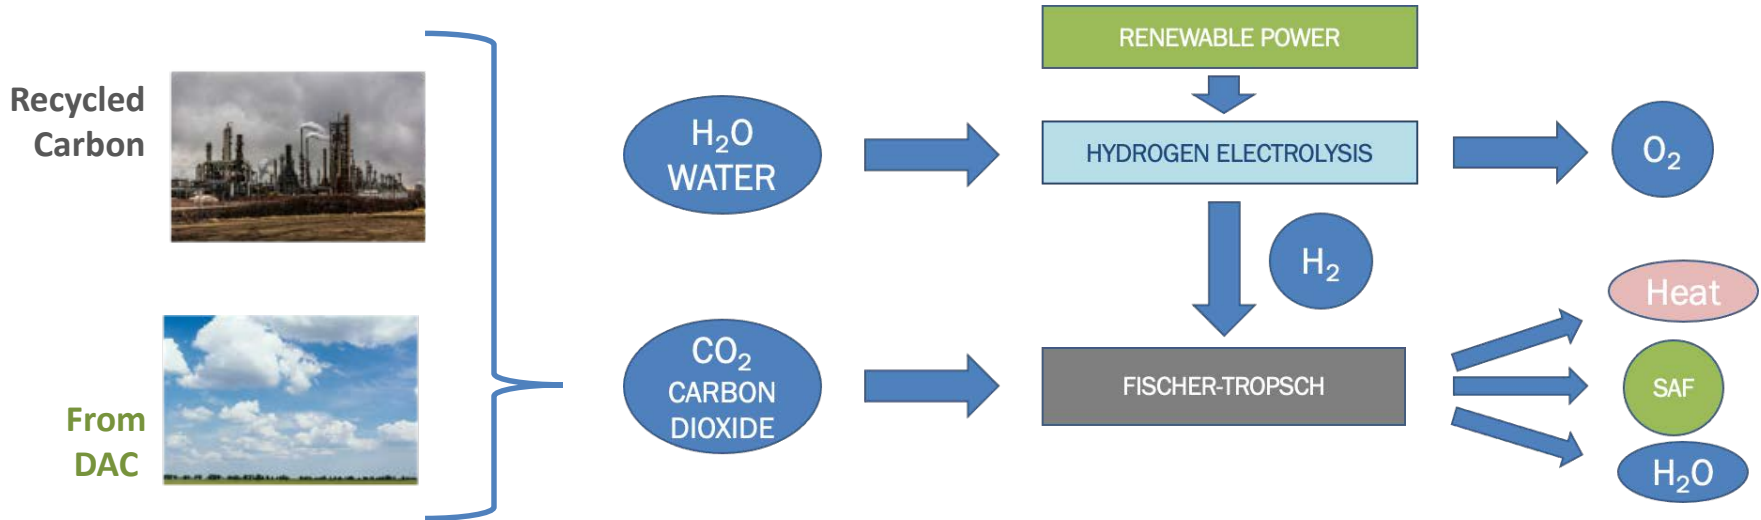 Recycled
Carbon
From
DAC
H₂O
WATER
CO₂
CARBON
DIOXIDE
RENEWABLE POWER
HYDROGEN ELECTROLYSIS
H₂
FISCHER-TROPSCH
O₂
Heat
SAF
H₂O